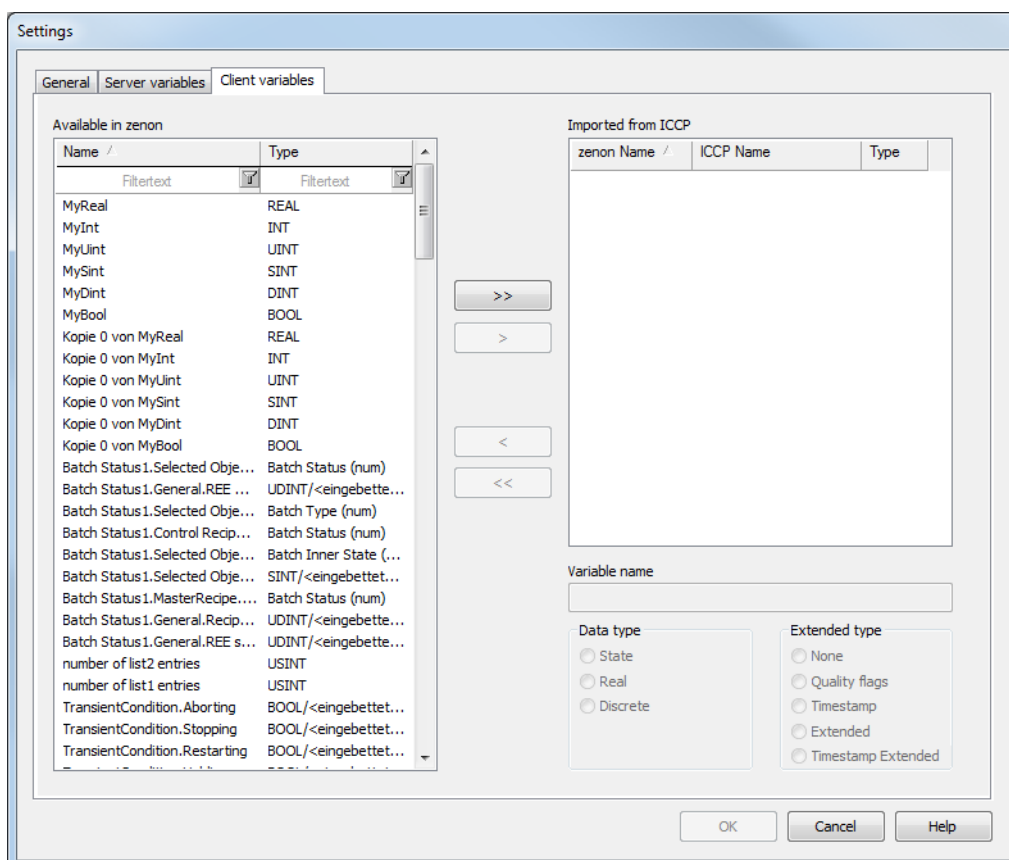 Settings
General Server variables Client variables
Available in zenon
Name Type
Filtertext Filtertext
MyReal REAL
MyInt INT
MyUint UINT
MySint SINT
MyDint DINT
MyBool BOOL
Kopie 0 von MyReal REAL
Kopie 0 von MyInt INT
Kopie 0 von MyUint UINT
Kopie 0 von MySint SINT
Kopie 0 von MyDint DINT
Kopie 0 von MyBool BOOL
Batch Status1.Selected Obje... Batch Status (num)
Batch Status1.General.REE ... UDINT/<eingebette...
Batch Status1.Selected Obje... Batch Type (num)
Batch Status1.Control Recip... Batch Status (num)
Batch Status1.Selected Obje... Batch Inner State (...
Batch Status1.Selected Obje... SINT/<eingebettet...
Batch Status1.MasterRecipe.... Batch Status (num)
Batch Status1.General.Recip... UDINT/<eingebette...
Batch Status1.General.REE s... UDINT/<eingebette...
number of list2 entries USINT
number of list1 entries USINT
TransientCondition.Aborting BOOL/<eingebettet...
TransientCondition.Stopping BOOL/<eingebettet...
TransientCondition.Restarting BOOL/<eingebettet...
>>
>
<
<<
Imported from ICCP
zenon Name ICCP Name Type
Variable name
Data type
State
Real
Discrete
Extended type
None
Quality flags
Timestamp
Extended
Timestamp Extended
OK Cancel Help